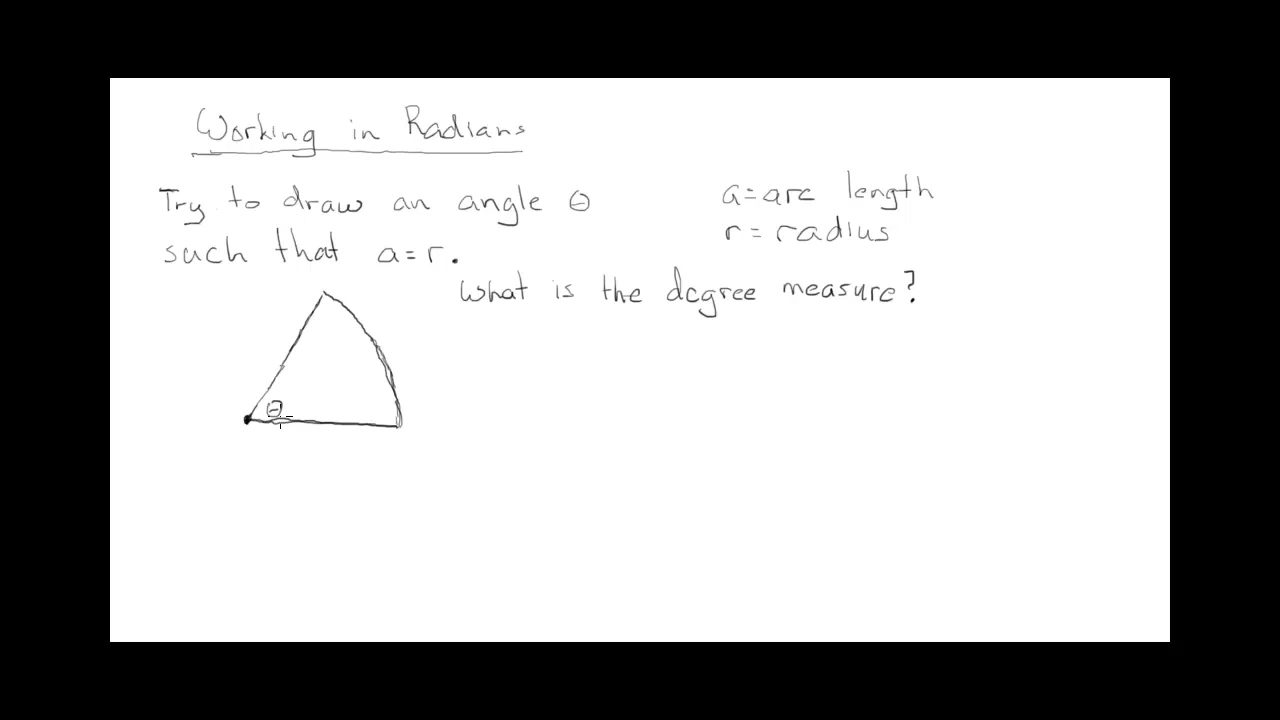 Working in Radians
Try to draw an angle θ
such that a=r.
a=arc length
r=radius
What is the degree measure?
θ